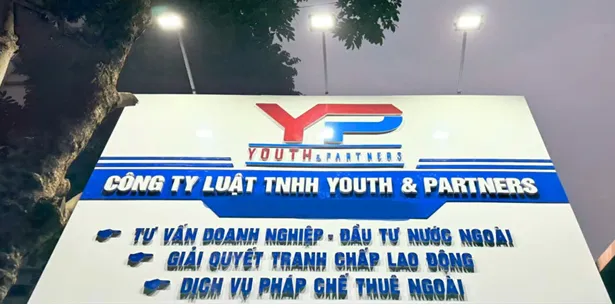 YP
YOUTH & PARTNERS
CÔNG TY LUẬT TNHH YOUTH & PARTNERS
TƯ VẤN DOANH NGHIỆP - ĐẦU TƯ NƯỚC NGOÀI
GIẢI QUYẾT TRANH CHẤP LAO ĐỘNG
DỊCH VỤ PHÁP CHẾ THUÊ NGOÀI